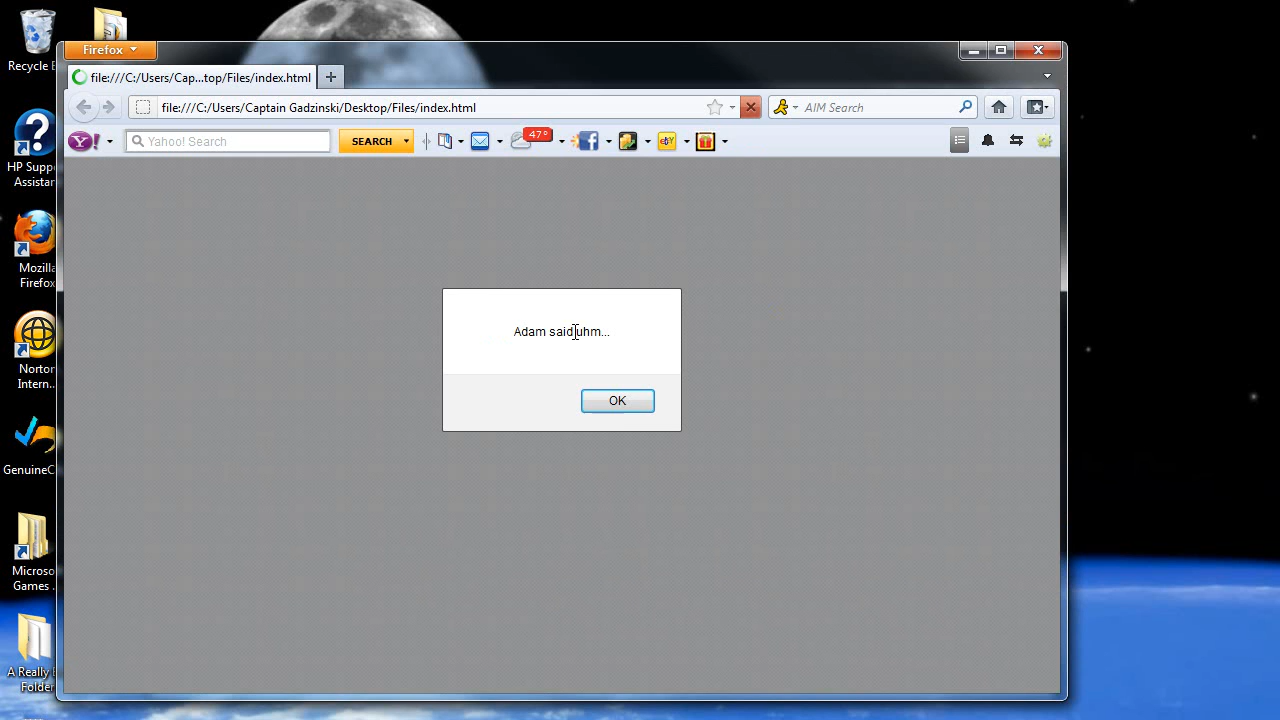 Recycle B
Firefox
file:///C:/Users/Cap...top/Files/index.html
file:///C:/Users/Captain Gadzinski/Desktop/Files/index.html
AIM Search
Y!
Yahoo! Search
SEARCH
47°
HP Supp
Assistan
Mozilla
Firefox
Norton
Intern...
GenuineC
Microso
Games ...
A Really B
Folder
Adam said uhm...
OK